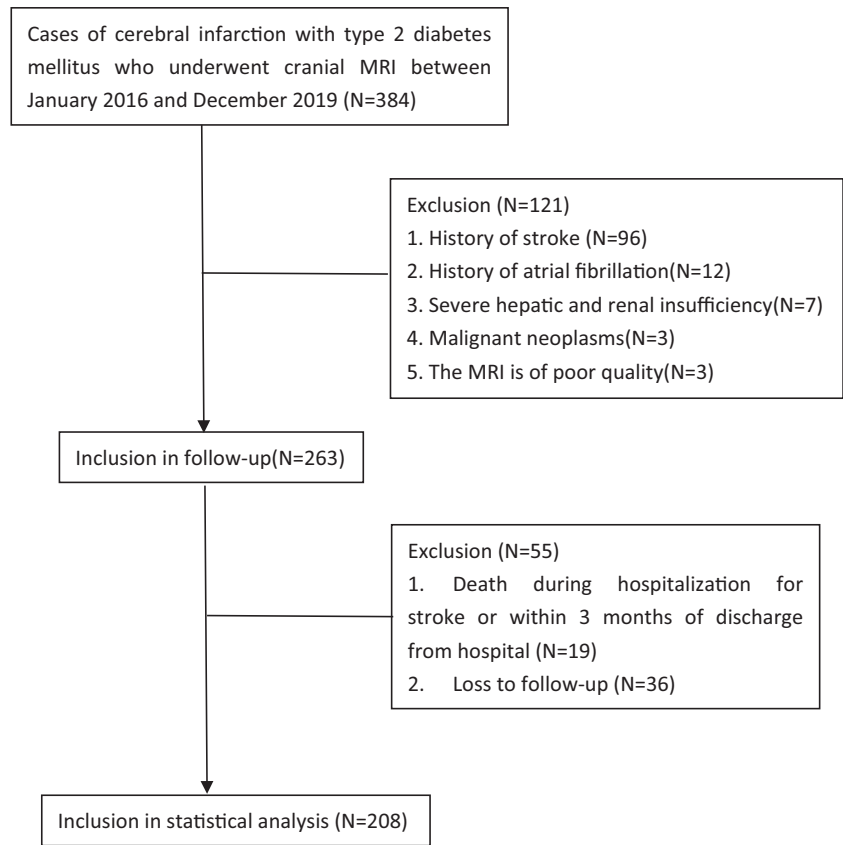 Cases of cerebral infarction with type 2 diabetes
mellitus who underwent cranial MRI between
January 2016 and December 2019 (N=384)
Exclusion (N=121)
1. History of stroke (N=96)
2. History of atrial fibrillation(N=12)
3. Severe hepatic and renal insufficiency(N=7)
4. Malignant neoplasms(N=3)
5. The MRI is of poor quality(N=3)
Inclusion in follow-up(N=263)
Exclusion (N=55)
1. Death during hospitalization for
stroke or within 3 months of discharge
from hospital (N=19)
2. Loss to follow-up (N=36)
Inclusion in statistical analysis (N=208)